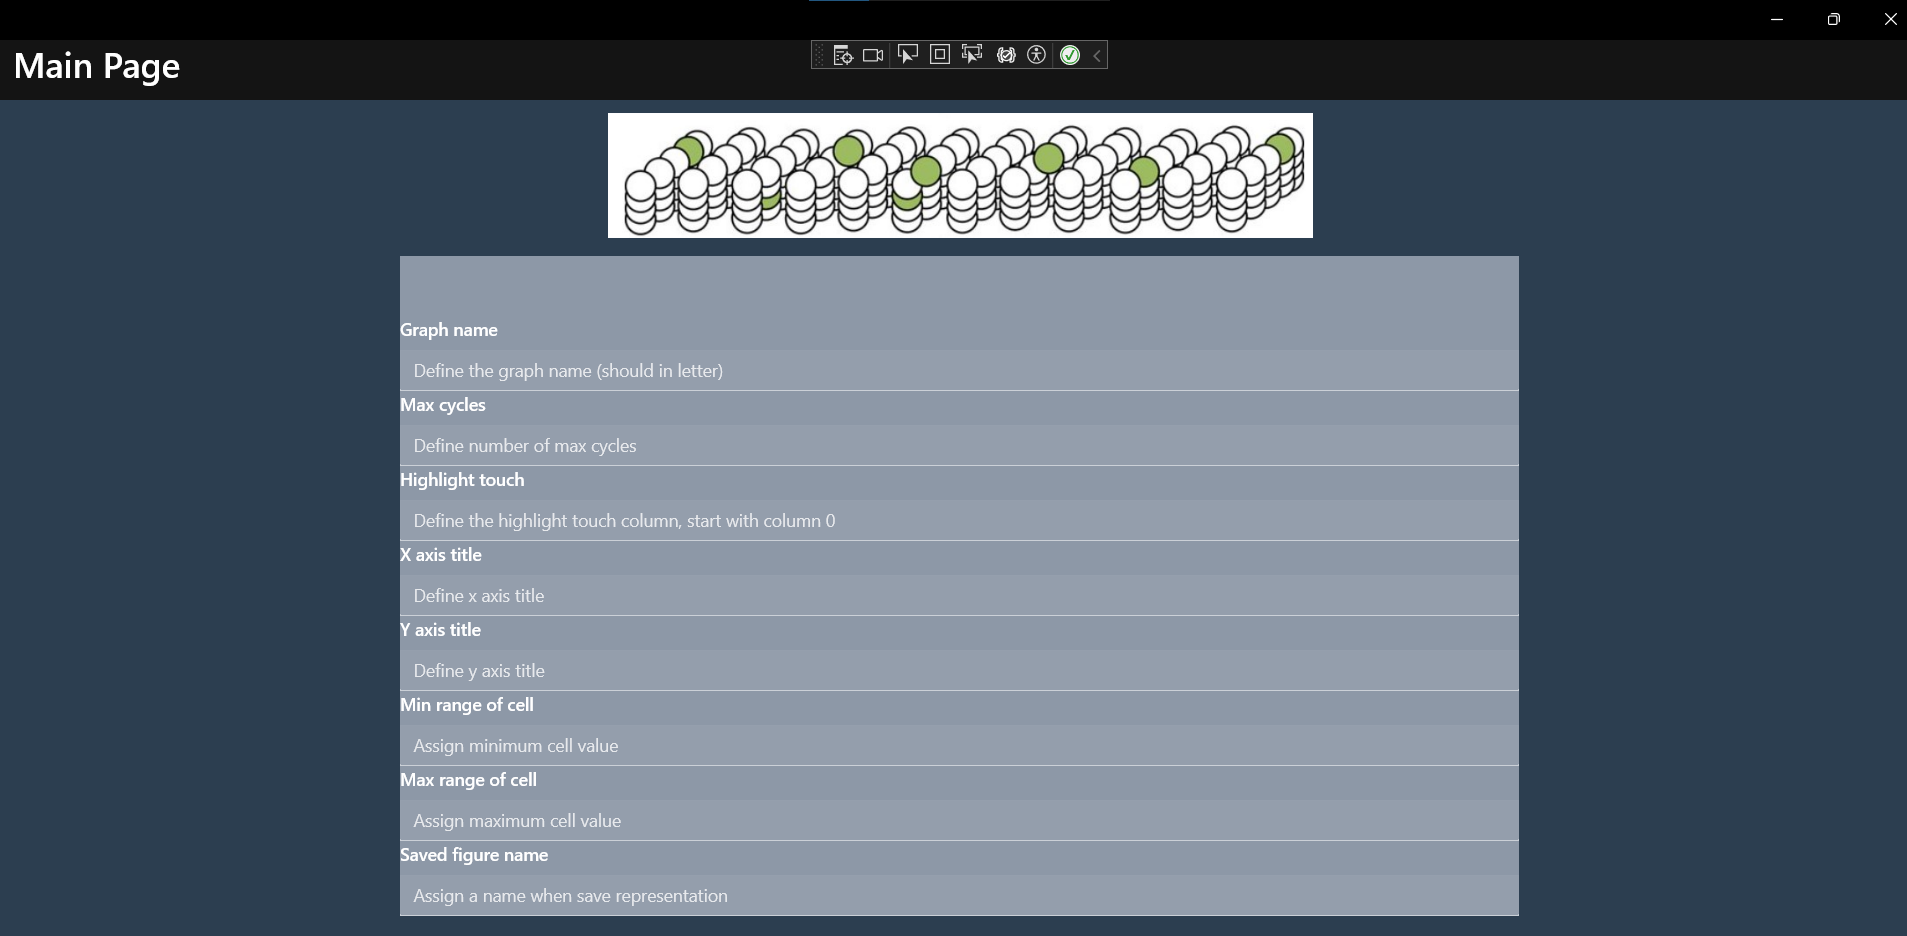 Main Page
Graph name
Define the graph name (should in letter)
Max cycles
Define number of max cycles
Highlight touch
Define the highlight touch column, start with column 0
X axis title
Define x axis title
Y axis title
Define y axis title
Min range of cell
Assign minimum cell value
Max range of cell
Assign maximum cell value
Saved figure name
Assign a name when save representation